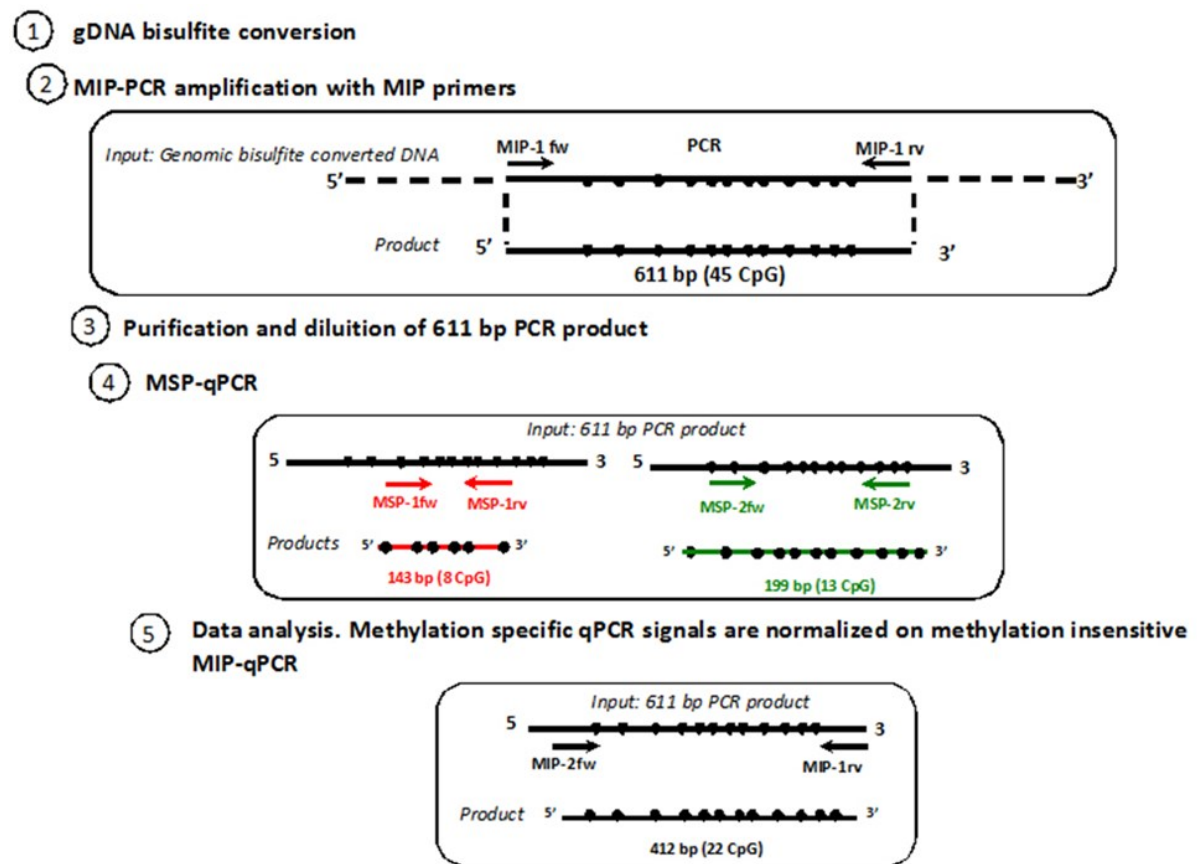 1 gDNA bisulfite conversion
2 MIP-PCR amplification with MIP primers
Input: Genomic bisulfite converted DNA
MIP-1 fw PCR MIP-1 rv
5’ 3’
Product 5’ 3’
611 bp (45 CpG)
3 Purification and diluition of 611 bp PCR product
4 MSP-qPCR
Input: 611 bp PCR product
5 3 5 3
MSP-1fw MSP-1rv MSP-2fw MSP-2rv
Products 5’ 3’ 5’ 3’
143 bp (8 CpG) 199 bp (13 CpG)
5 Data analysis. Methylation specific qPCR signals are normalized on methylation insensitive
MIP-qPCR
Input: 611 bp PCR product
5 3
MIP-2fw MIP-1rv
Product 5’ 3’
412 bp (22 CpG)